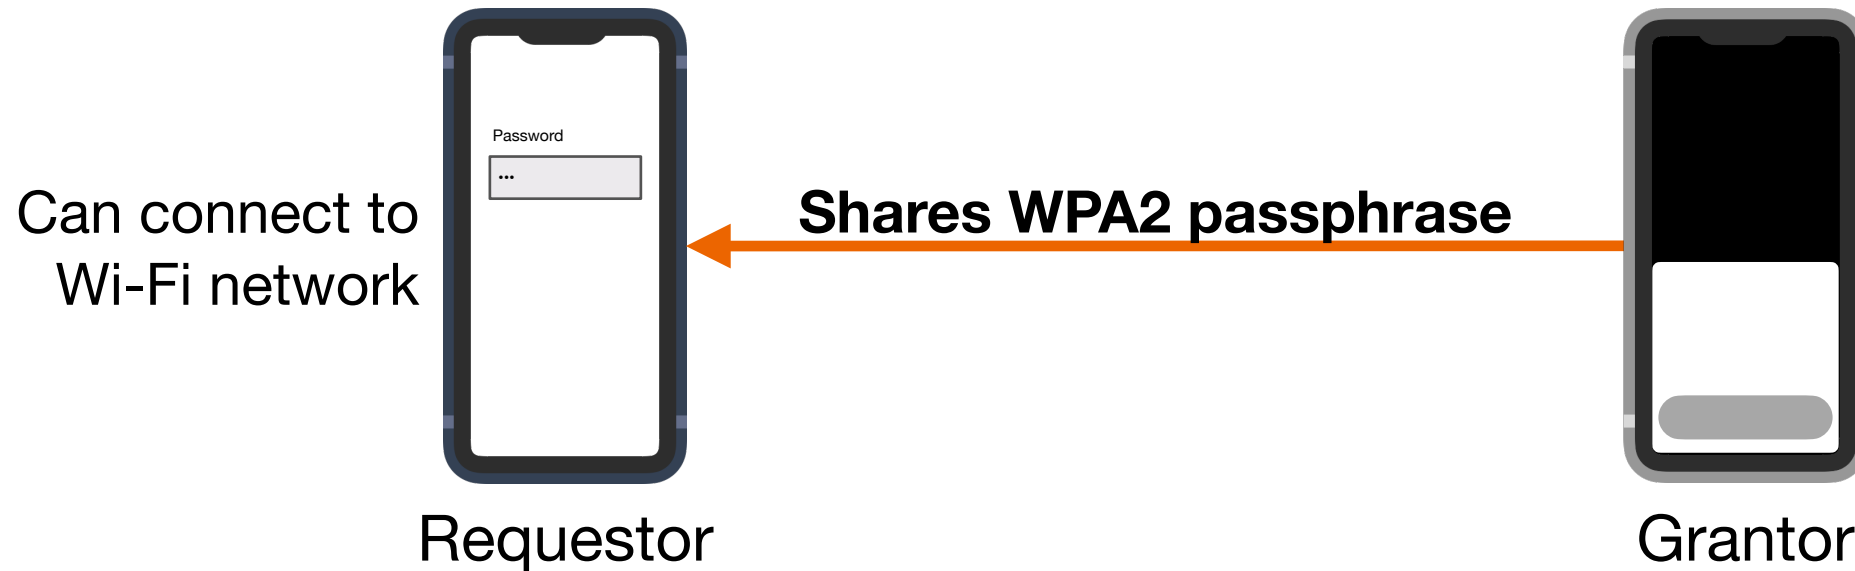 Password
•••
Can connect to
Wi-Fi network
Shares WPA2 passphrase
Requestor
Grantor